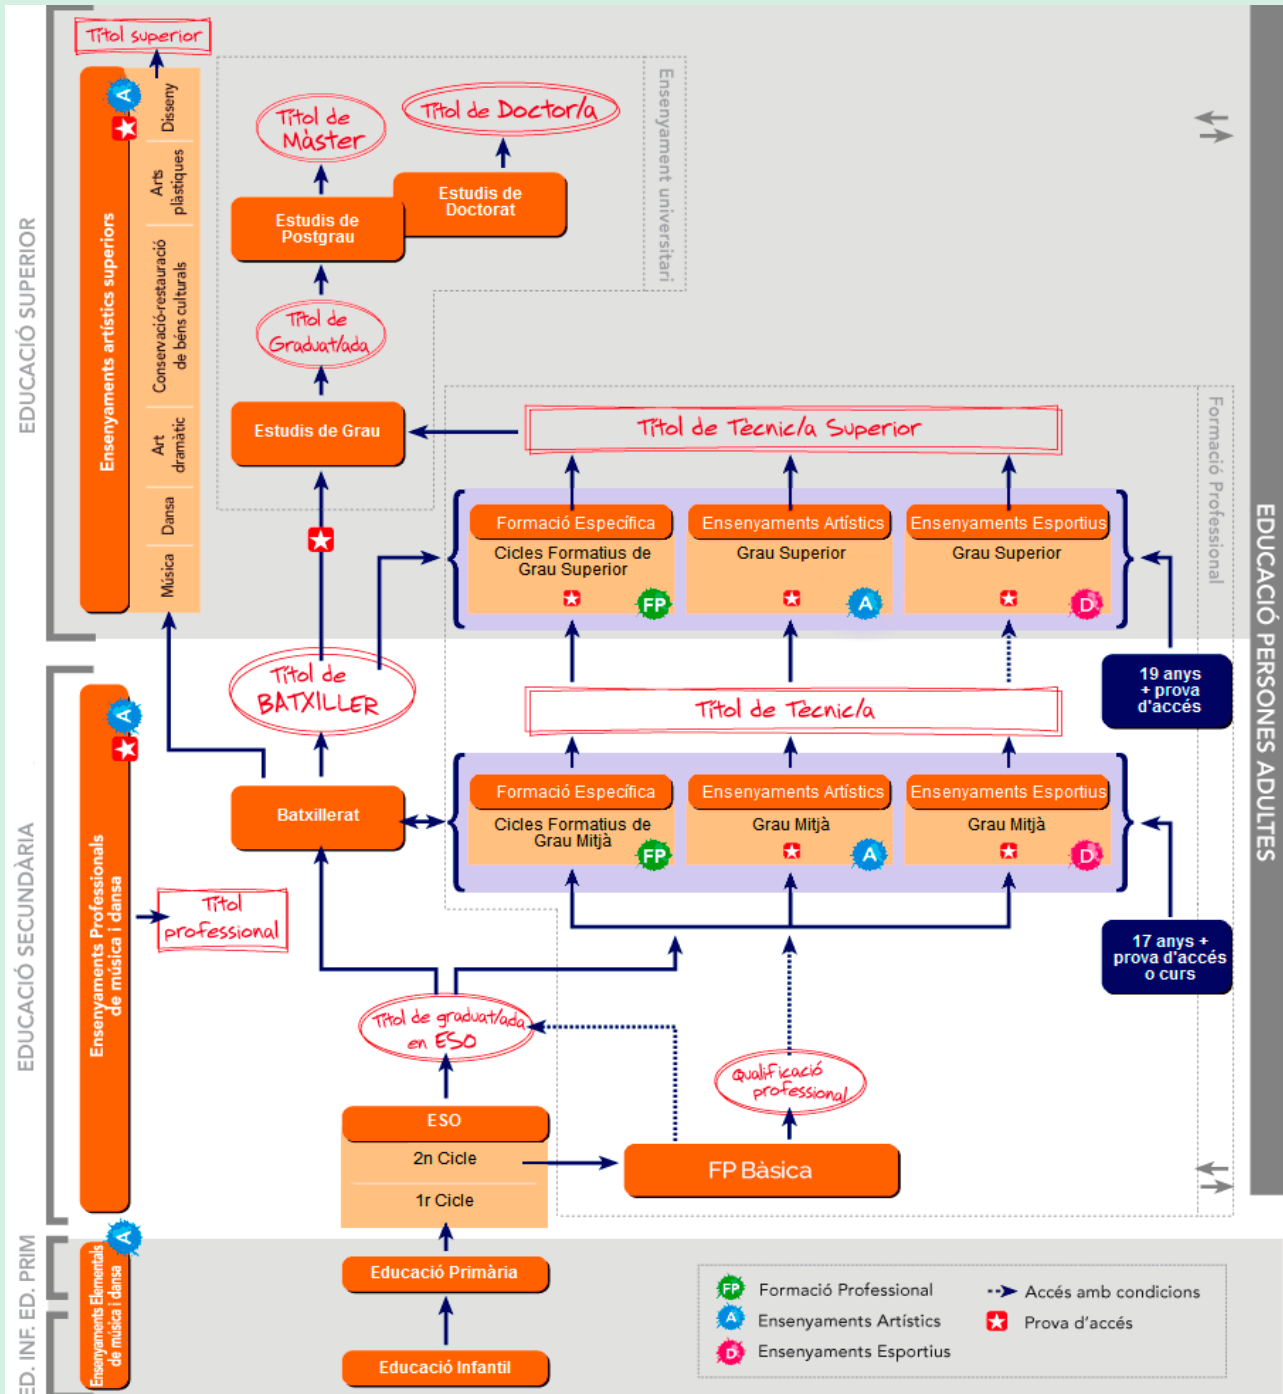 Títol superior
EDUCACIÓ SUPERIOR
Ensenyaments artístics superiors
A
Disseny
Arts
plàstiques
Conservació-restauració
de béns culturals
Art
dramàtic
Dansa
Música
Ensenyament universitari
Títol de
Màster
Títol de Doctor/a
Estudis de
Doctorat
Estudis de
Postgrau
Títol de
Graduat/ada
Estudis de Grau
Títol de Tècnic/a Superior
Formació Professional
EDUCACIÓ PERSONES ADULTES
Formació Específica
Cicles Formatius de
Grau Superior
FP
Ensenyaments Artístics
Grau Superior
A
Ensenyaments Esportius
Grau Superior
D
19 anys
+ prova
d'accés
Títol de
BATXILLER
Títol de Tècnic/a
EDUCACIÓ SECUNDÀRIA
Ensenyaments Professionals
de música i dansa
A
Títol
professional
Batxillerat
Formació Específica
Cicles Formatius de
Grau Mitjà
FP
Ensenyaments Artístics
Grau Mitjà
A
Ensenyaments Esportius
Grau Mitjà
D
17 anys +
prova d'accés
o curs
Títol de graduat/ada
en ESO
Qualificació
professional
ESO
2n Cicle
1r Cicle
FP Bàsica
ED. INF. ED. PRIM
Ensenyaments Elementals
de música i dansa
A
Educació Primària
Educació Infantil
FP Formació Professional
A Ensenyaments Artístics
D Ensenyaments Esportius
Accés amb condicions
Prova d'accés